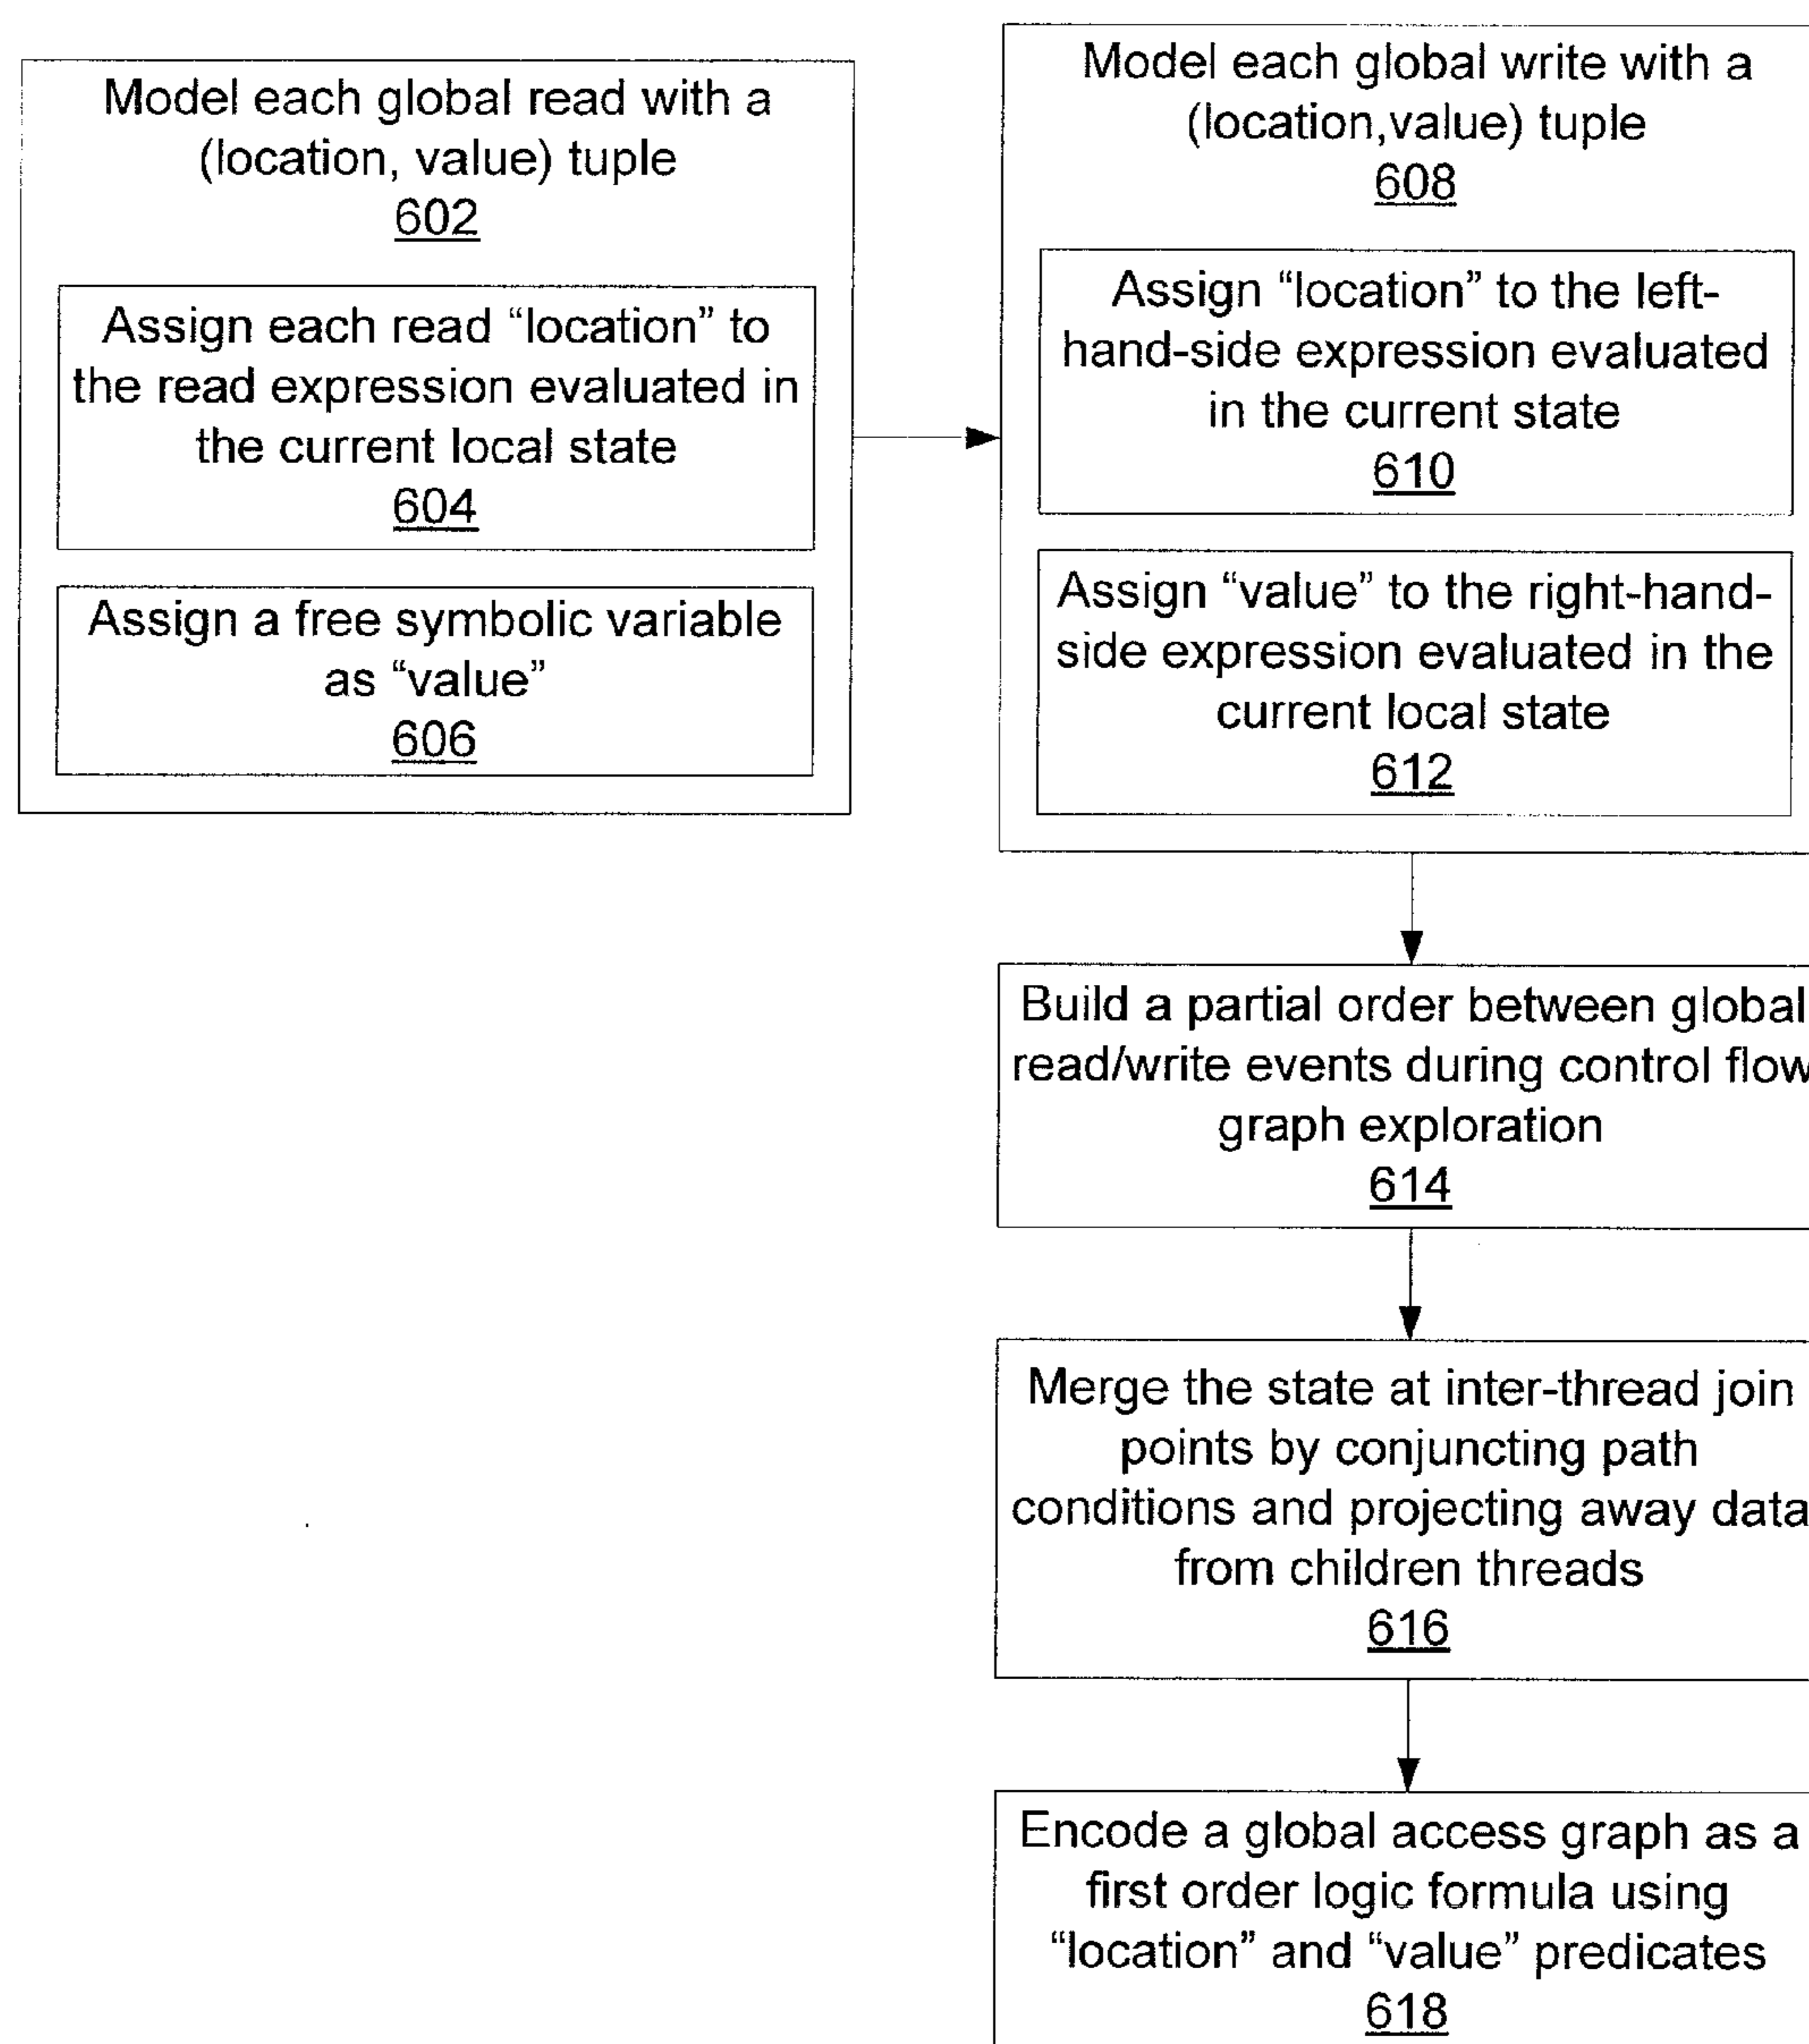 Model each global read with a
(location, value) tuple
602
Assign each read “location” to
the read expression evaluated in
the current local state
604
Assign a free symbolic variable
as “value”
606
Model each global write with a
(location,value) tuple
608
Assign “location” to the left-
hand-side expression evaluated
in the current state
610
Assign “value” to the right-hand-
side expression evaluated in the
current local state
612
Build a partial order between global
read/write events during control flow
graph exploration
614
Merge the state at inter-thread join
points by conjuncting path
conditions and projecting away data
from children threads
616
Encode a global access graph as a
first order logic formula using
“location” and “value” predicates
618